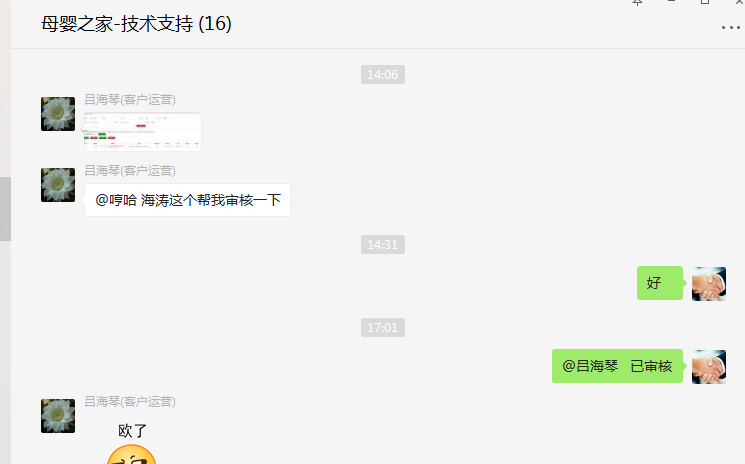 母婴之家-技术支持 (16)
14:06
吕海琴(客户运营)
吕海琴(客户运营)
@哼哈 海涛这个帮我审核一下
14:31
好
17:01
@吕海琴 已审核
吕海琴(客户运营)
欧了